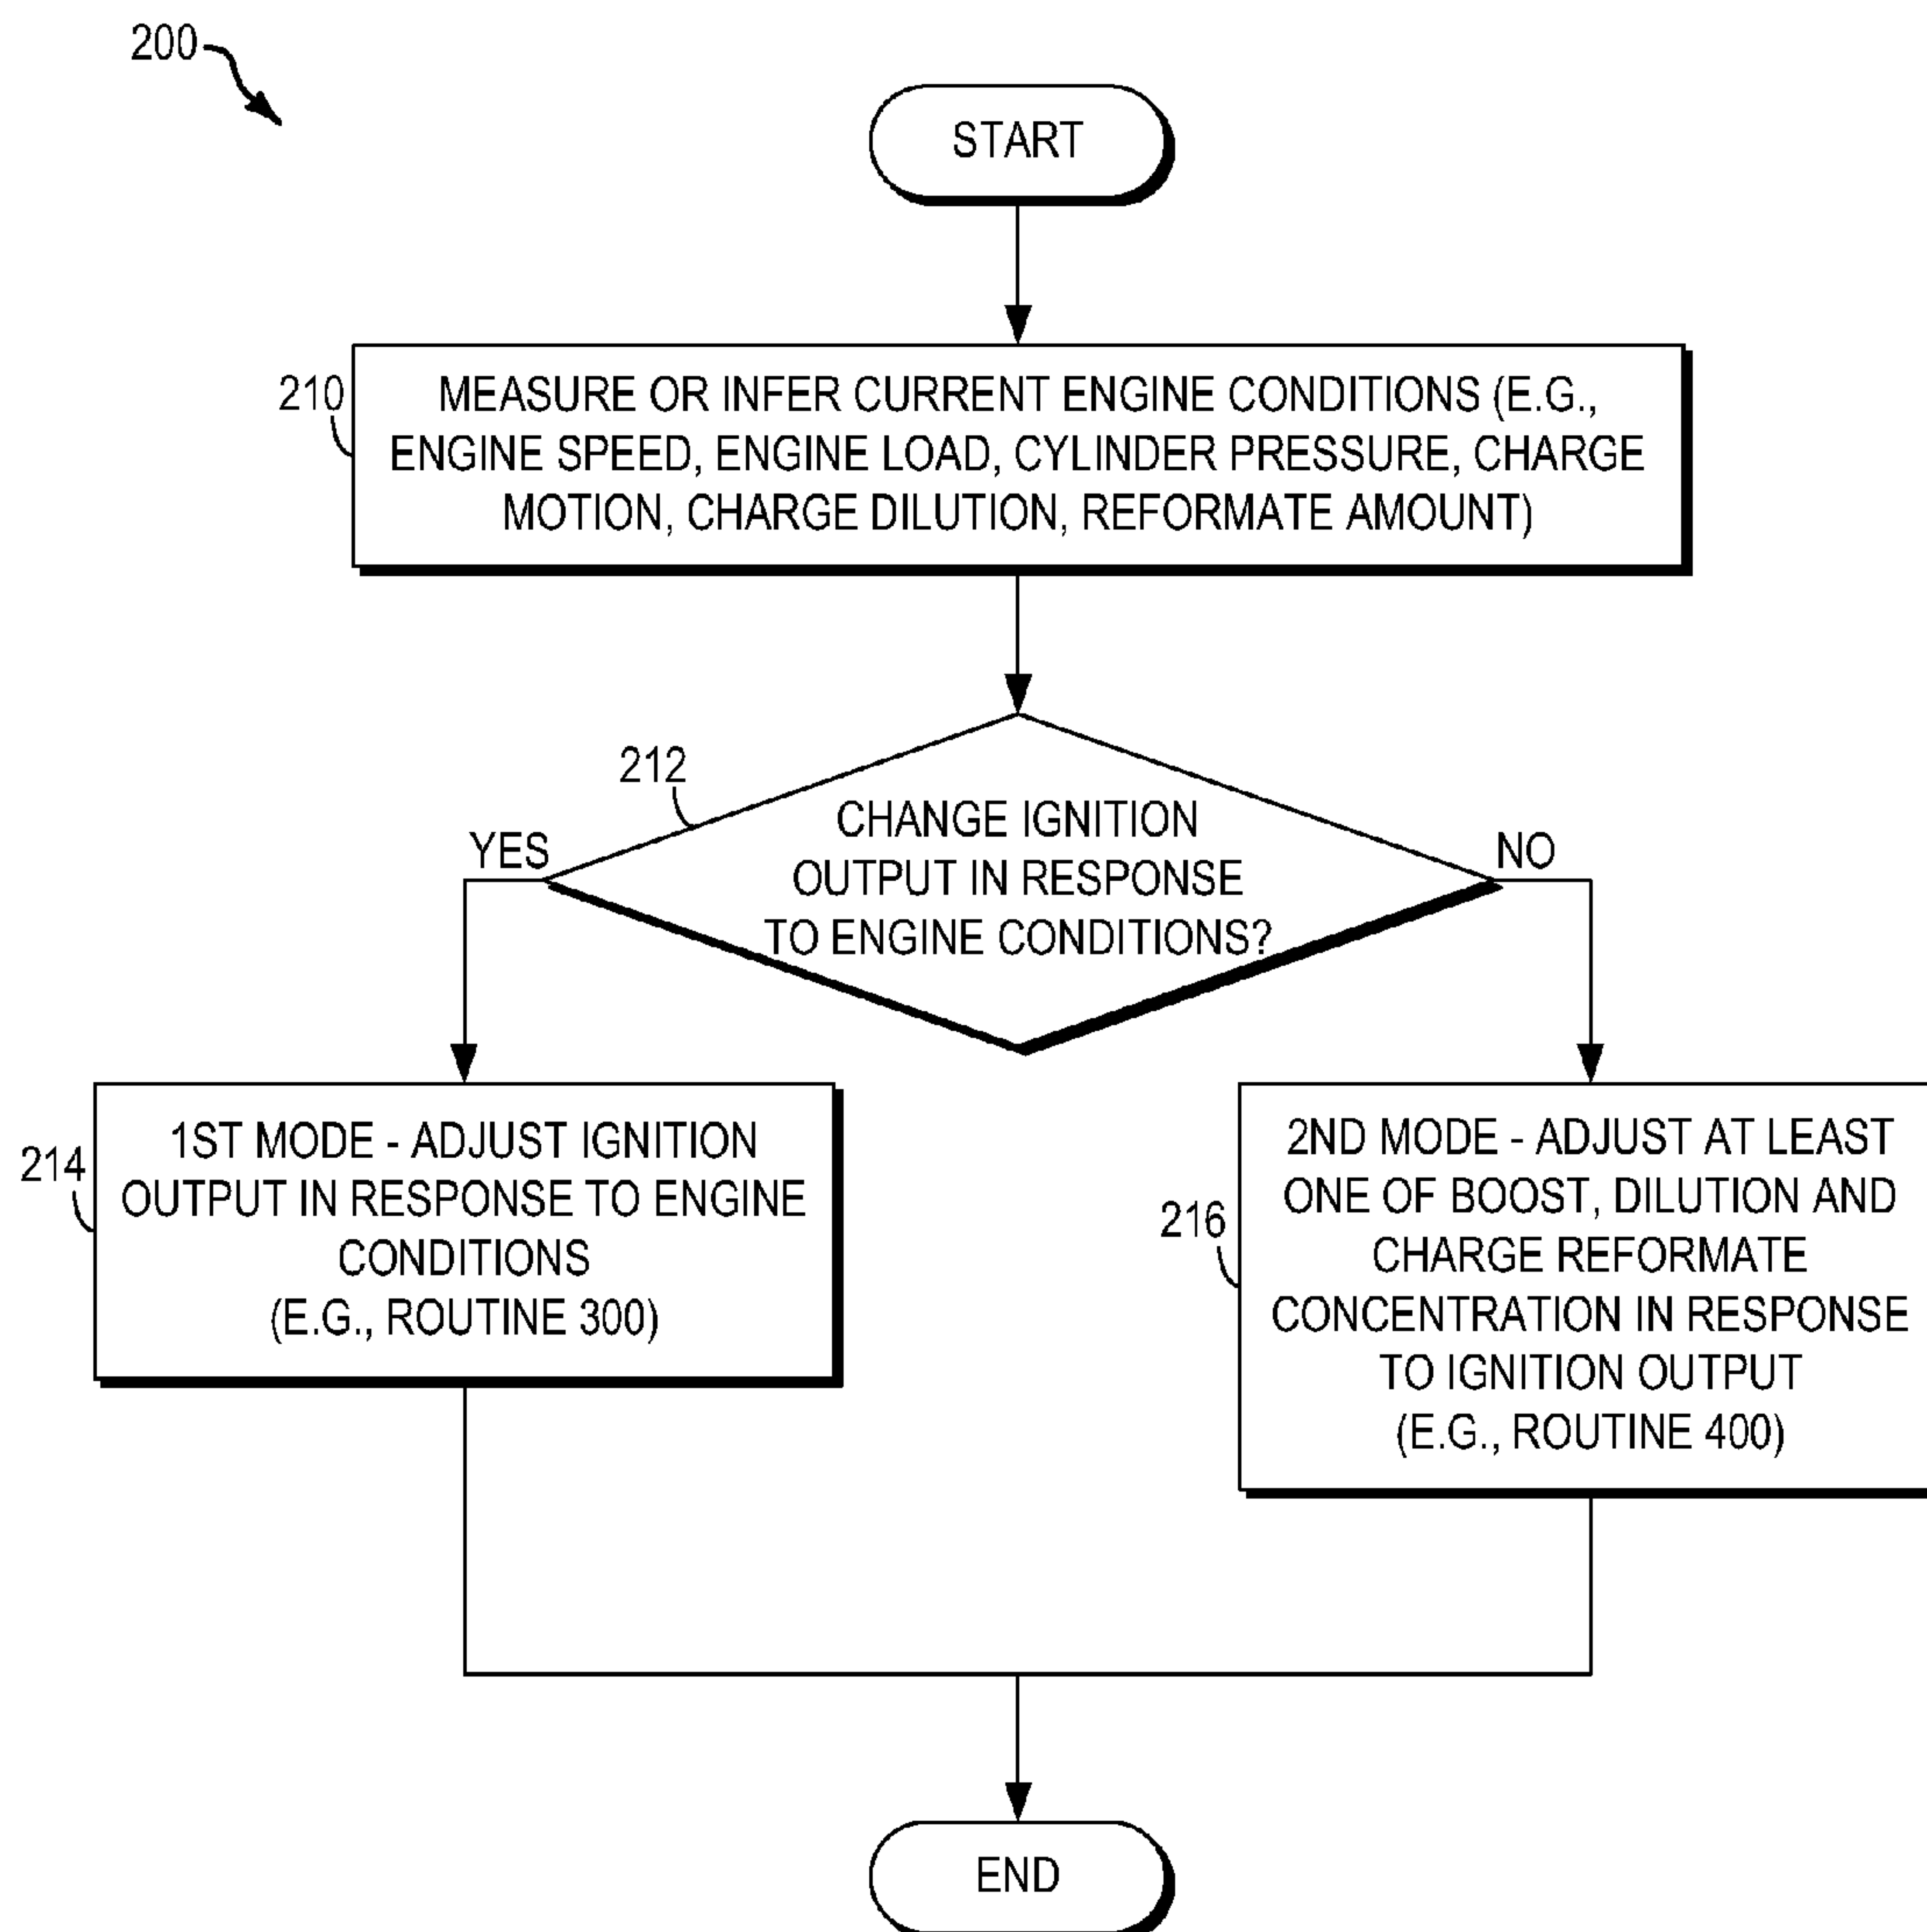 200
START
210
MEASURE OR INFER CURRENT ENGINE CONDITIONS (E.G.,
ENGINE SPEED, ENGINE LOAD, CYLINDER PRESSURE, CHARGE
MOTION, CHARGE DILUTION, REFORMATE AMOUNT)
212
CHANGE IGNITION
OUTPUT IN RESPONSE
TO ENGINE CONDITIONS?
YES
NO
214
1ST MODE - ADJUST IGNITION
OUTPUT IN RESPONSE TO ENGINE
CONDITIONS
(E.G., ROUTINE 300)
216
2ND MODE - ADJUST AT LEAST
ONE OF BOOST, DILUTION AND
CHARGE REFORMATE
CONCENTRATION IN RESPONSE
TO IGNITION OUTPUT
(E.G., ROUTINE 400)
END